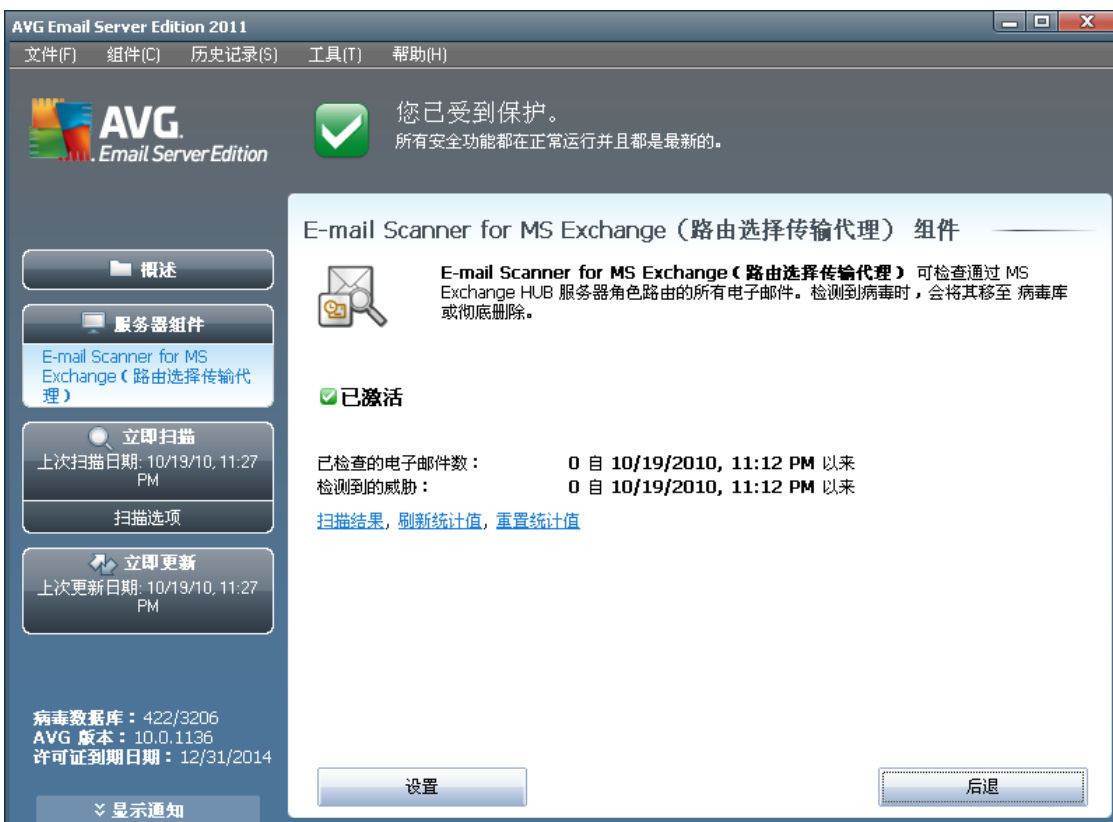 AVG Email Server Edition 2011
文件(F) 组件(C) 历史记录(S) 工具(T) 帮助(H)
AVG.
Email Server Edition
您已受到保护。
所有安全功能都在正常运行并且都是最新的。
概述
服务器组件
E-mail Scanner for MS
Exchange（路由选择传输代
理）
立即扫描
上次扫描日期: 10/19/10, 11:27
PM
扫描选项
立即更新
上次更新日期: 10/19/10, 11:27
PM
病毒数据库：422/3206
AVG 版本：10.0.1136
许可证到期日期：12/31/2014
显示通知
E-mail Scanner for MS Exchange（路由选择传输代理） 组件
E-mail Scanner for MS Exchange（路由选择传输代理）可检查通过 MS
Exchange HUB 服务器角色路由的所有电子邮件。检测到病毒时，会将其移至 病毒库
或彻底删除。
已激活
已检查的电子邮件数： 0 自 10/19/2010, 11:12 PM 以来
检测到的威胁： 0 自 10/19/2010, 11:12 PM 以来
扫描结果, 刷新统计值, 重置统计值
设置
后退